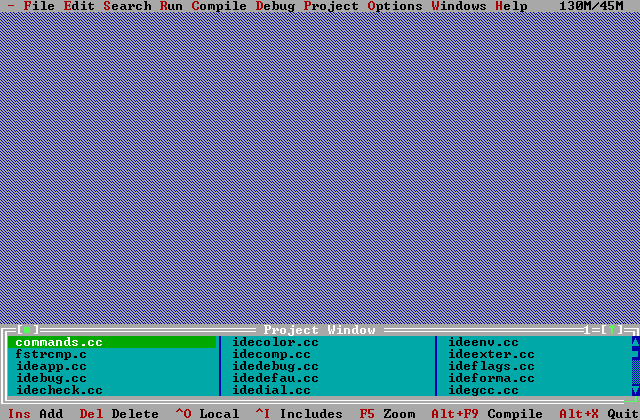 - File Edit Search Run Compile Debug Project Options Windows Help 130M/45M
[■] Project Window 1=[↑]
commands.cc idecolor.cc ideenv.cc
fstrcmp.c idecomp.cc ideexter.cc
ideapp.cc idedebug.cc ideflags.cc
idebug.cc idedefau.cc ideforma.cc
idecheck.cc idedial.cc idegcc.cc
Ins Add Del Delete ^O Local ^I Includes F5 Zoom Alt+F9 Compile Alt+X Quit